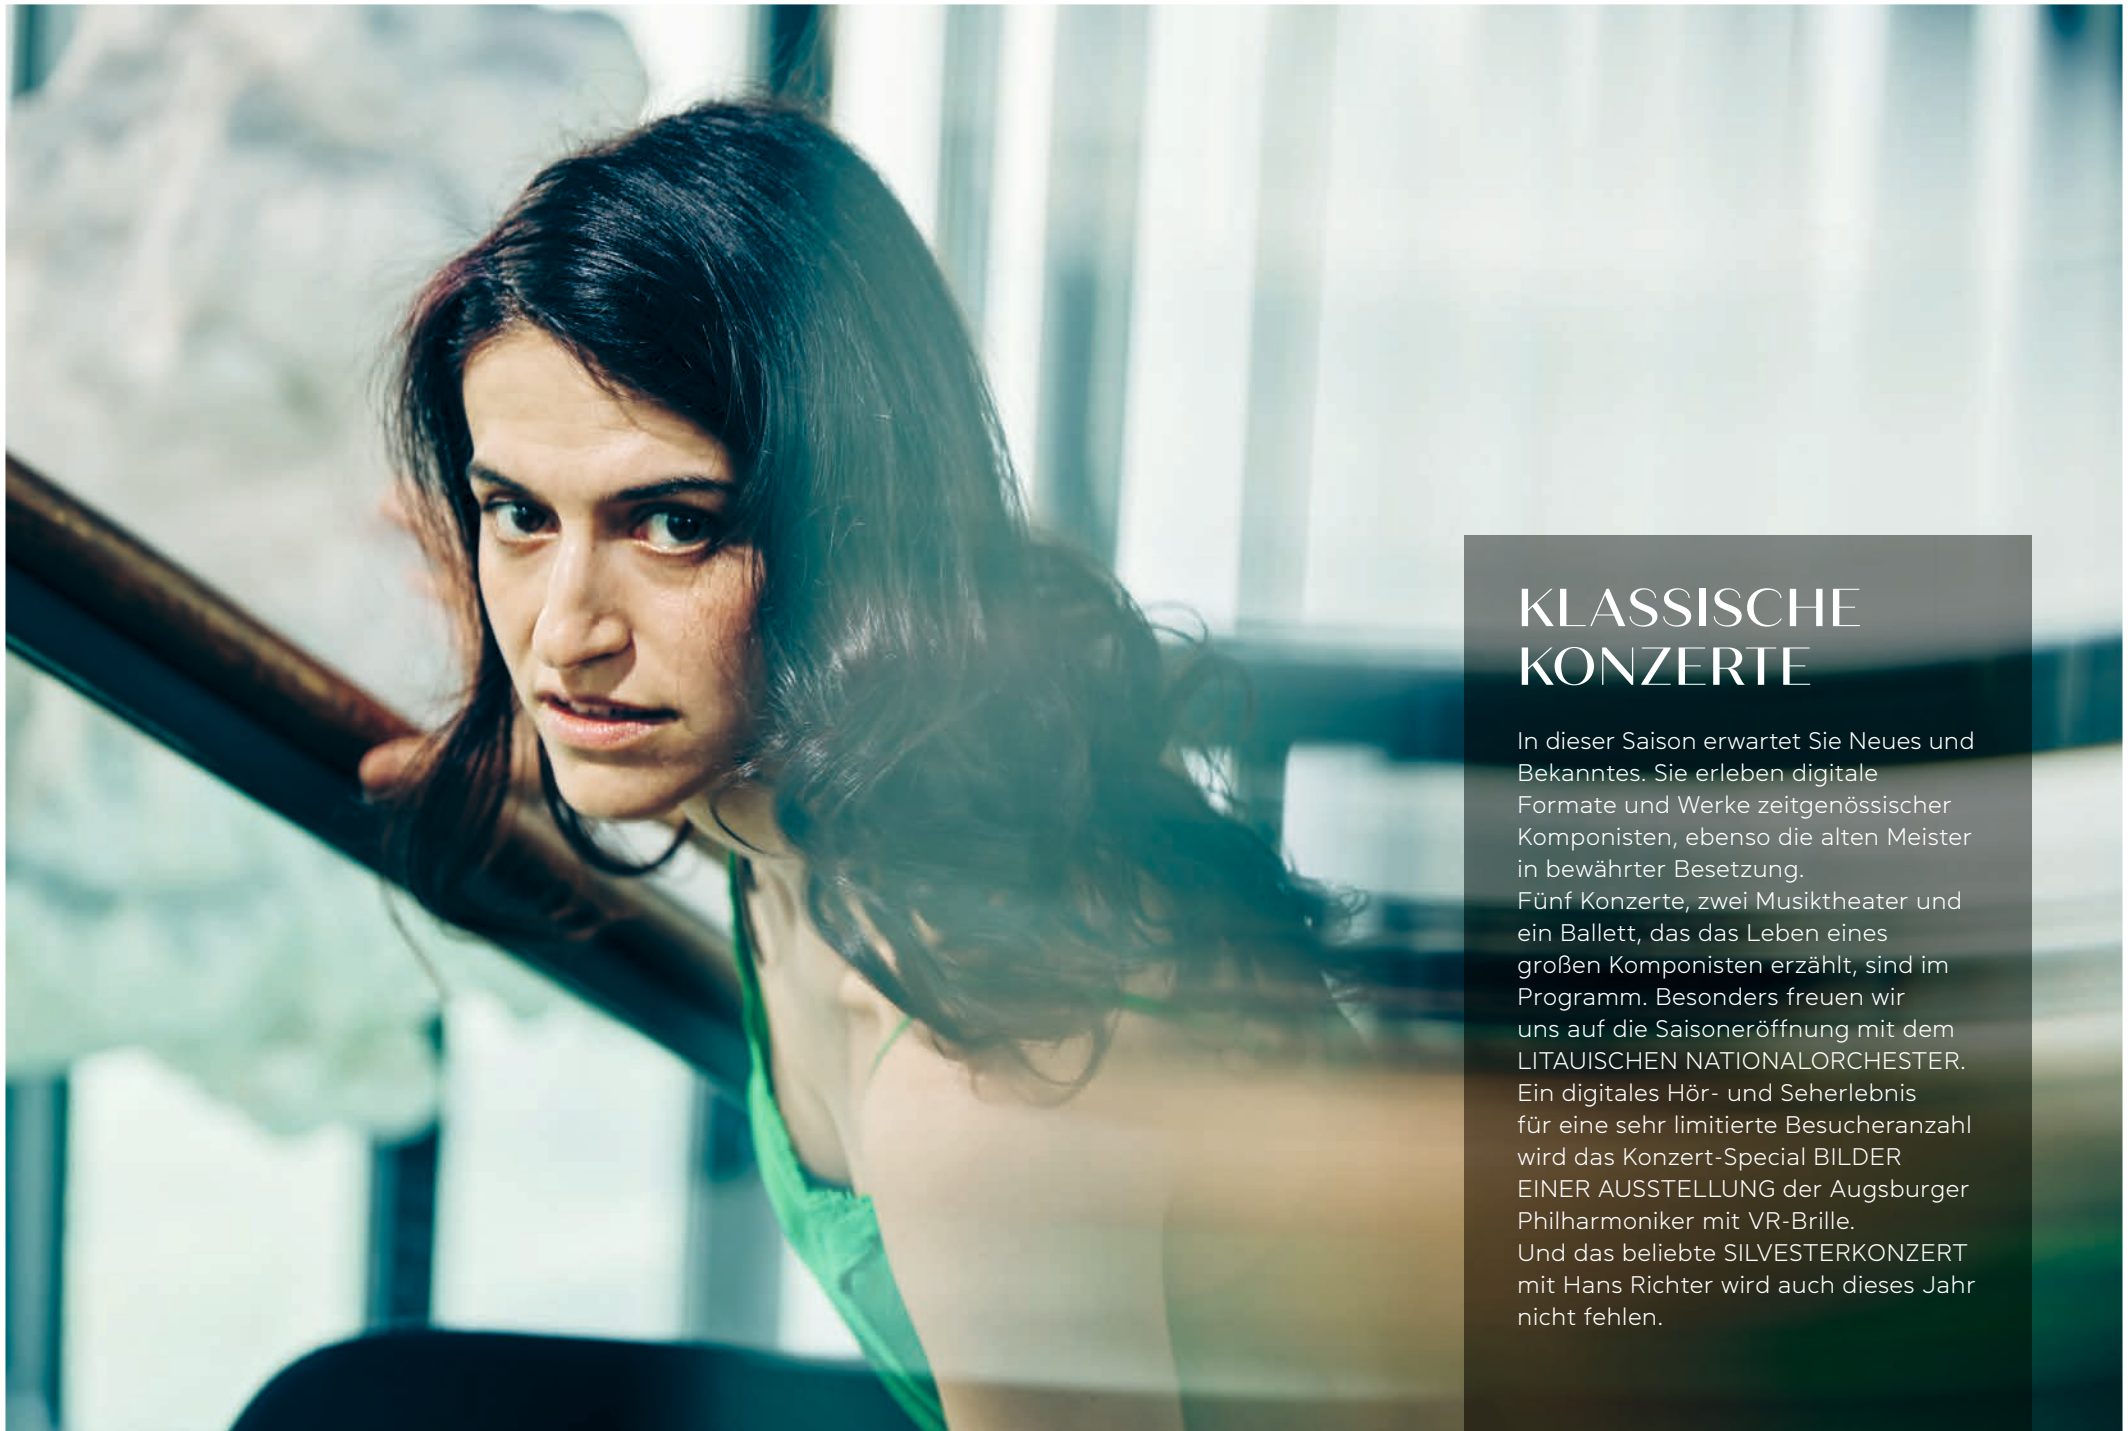 KLASSISCHE
KONZERTE
In dieser Saison erwartet Sie Neues und
Bekanntes. Sie erleben digitale
Formate und Werke zeitgenössischer
Komponisten, ebenso die alten Meister
in bewährter Besetzung.
Fünf Konzerte, zwei Musiktheater und
ein Ballett, das das Leben eines
großen Komponisten erzählt, sind im
Programm. Besonders freuen wir
uns auf die Saisoneröffnung mit dem
LITAUISCHEN NATIONALORCHESTER.
Ein digitales Hör- und Seherlebnis
für eine sehr limitierte Besucheranzahl
wird das Konzert-Special BILDER
EINER AUSSTELLUNG der Augsburger
Philharmoniker mit VR-Brille.
Und das beliebte SILVESTERKONZERT
mit Hans Richter wird auch dieses Jahr
nicht fehlen.